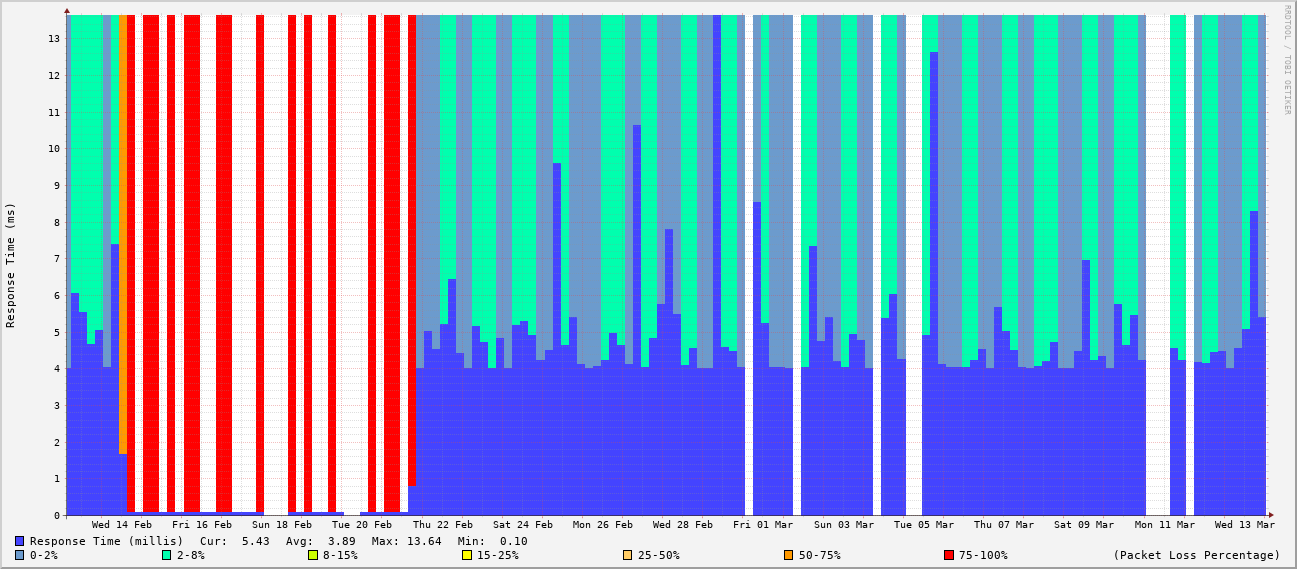 RRDTOOL / TOBI OETIKER
Response Time (ms)
13
12
11
10
9
8
7
6
5
4
3
2
1
0
Wed 14 Feb Fri 16 Feb Sun 18 Feb Tue 20 Feb Thu 22 Feb Sat 24 Feb Mon 26 Feb Wed 28 Feb Fri 01 Mar Sun 03 Mar Tue 05 Mar Thu 07 Mar Sat 09 Mar Mon 11 Mar Wed 13 Mar
Response Time (millis) Cur: 5.43 Avg: 3.89 Max: 13.64 Min: 0.10
0-2% 2-8% 8-15% 15-25% 25-50% 50-75% 75-100% (Packet Loss Percentage)